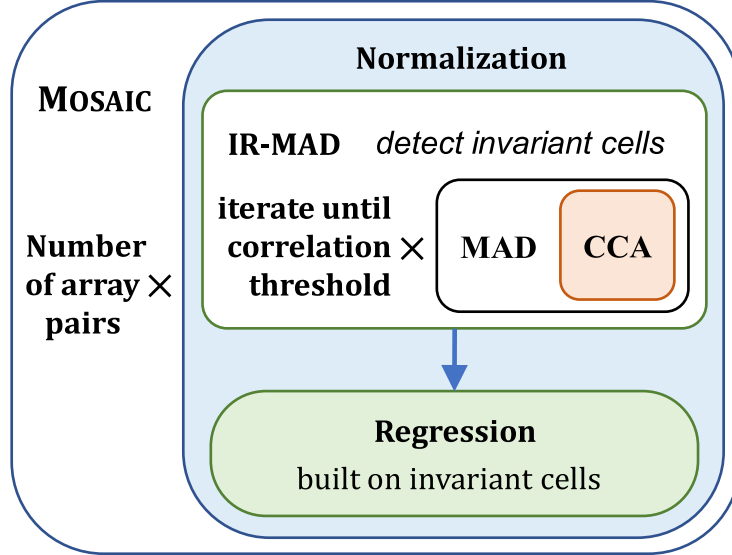 Normalization
MOSAIC
IR-MAD detect invariant cells
iterate until
correlation ×
threshold
MAD CCA
Number
of array ×
pairs
Regression
built on invariant cells